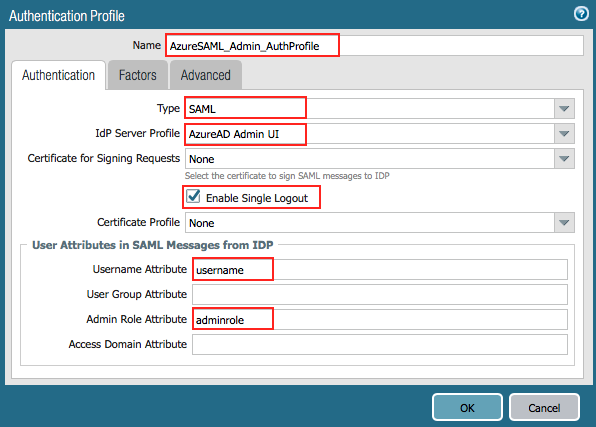 Authentication Profile
Name AzureSAML_Admin_AuthProfile
Authentication Factors Advanced
Type SAML
IdP Server Profile AzureAD Admin UI
Certificate for Signing Requests None
Select the certificate to sign SAML messages to IDP
Enable Single Logout
Certificate Profile None
User Attributes in SAML Messages from IDP
Username Attribute username
User Group Attribute
Admin Role Attribute adminrole
Access Domain Attribute
OK Cancel